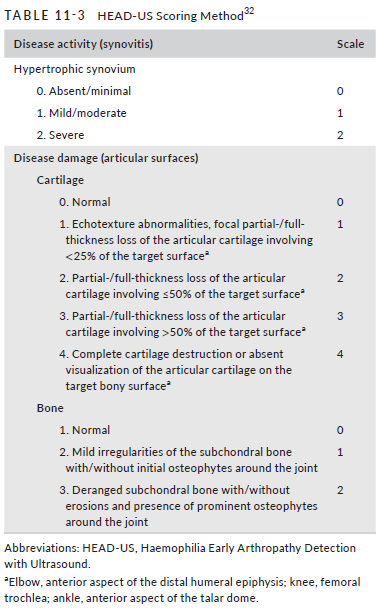 TABLE 11-3 HEAD-US Scoring Method32
Disease activity (synovitis) Scale
Hypertrophic synovium
0. Absent/minimal 0
1. Mild/moderate 1
2. Severe 2
Disease damage (articular surfaces)
Cartilage
0. Normal 0
1. Echotexture abnormalities, focal partial-/full- 1
thickness loss of the articular cartilage involving
<25% of the target surfaceª
2. Partial-/full-thickness loss of the articular 2
cartilage involving ≤50% of the target surfaceª
3. Partial-/full-thickness loss of the articular 3
cartilage involving >50% of the target surfaceª
4. Complete cartilage destruction or absent 4
visualization of the articular cartilage on the
target bony surfaceª
Bone
1. Normal 0
2. Mild irregularities of the subchondral bone 1
with/without initial osteophytes around the joint
3. Deranged subchondral bone with/without 2
erosions and presence of prominent osteophytes
around the joint
Abbreviations: HEAD-US, Haemophilia Early Arthropathy Detection
with Ultrasound.
ªElbow, anterior aspect of the distal humeral epiphysis; knee, femoral
trochlea; ankle, anterior aspect of the talar dome.